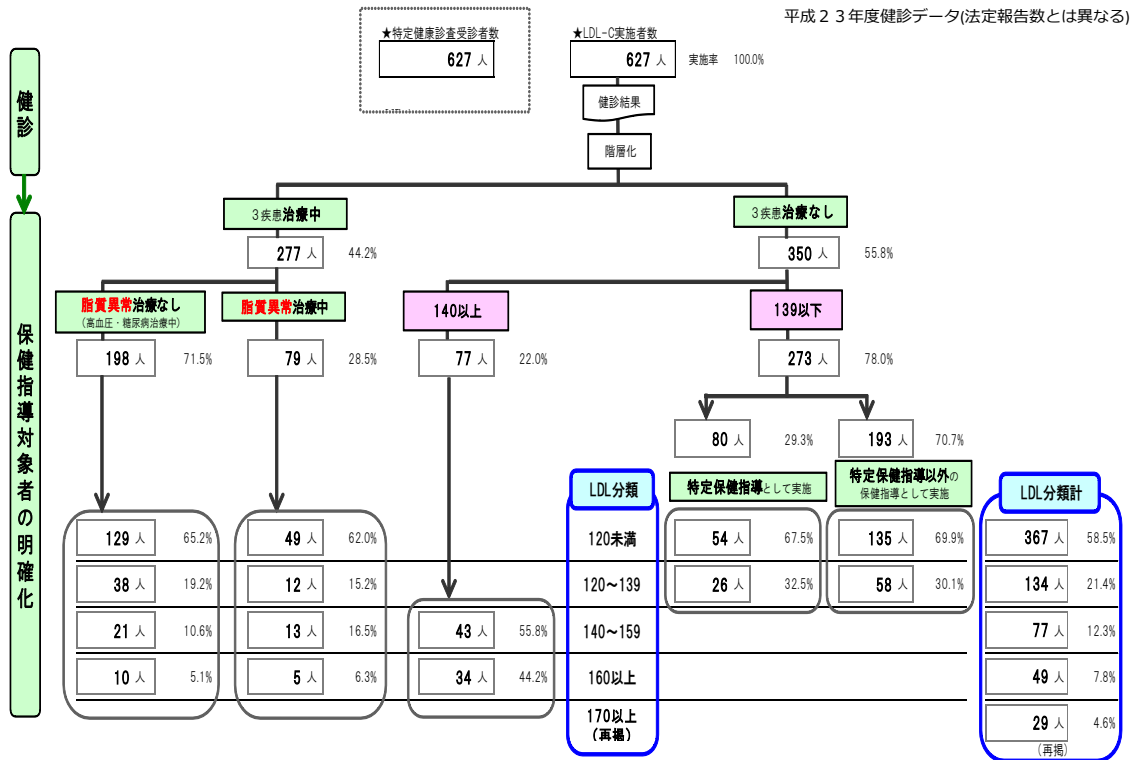 平成２３年度健診データ(法定報告数とは異なる)
★特定健康診査受診者数
627 人
★LDL-C実施者数
627 人 実施率 100.0%
健診
健診結果
階層化
３疾患治療中
277 人 44.2%
３疾患治療なし
350 人 55.8%
保健指導対象者の明確化
脂質異常治療なし
（高血圧・糖尿病治療中）
198 人 71.5%
脂質異常治療中
79 人 28.5%
140以上
77 人 22.0%
139以下
273 人 78.0%
80 人 29.3%
193 人 70.7%
LDL分類
特定保健指導として実施
特定保健指導以外の
保健指導として実施
LDL分類計
129 人 65.2% 49 人 62.0% 120未満 54 人 67.5% 135 人 69.9% 367 人 58.5%
38 人 19.2% 12 人 15.2% 120～139 26 人 32.5% 58 人 30.1% 134 人 21.4%
21 人 10.6% 13 人 16.5% 43 人 55.8% 140～159 77 人 12.3%
10 人 5.1% 5 人 6.3% 34 人 44.2% 160以上 49 人 7.8%
170以上
（再掲）
29 人 4.6%
（再掲）